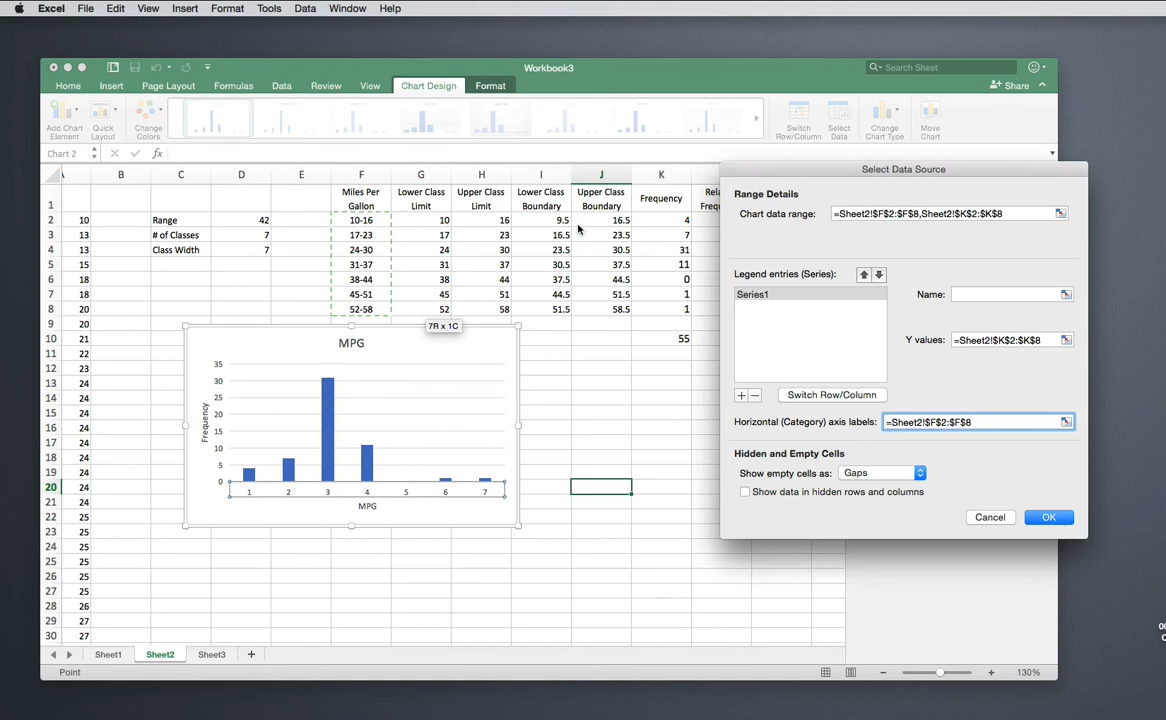 Excel File Edit View Insert Format Tools Data Window Help
Workbook3
Search Sheet
Home Insert Page Layout Formulas Data Review View Chart Design Format
Share
Add Chart Element
Quick Layout
Change Colors
Switch Row/Column
Select Data
Change Chart Type
Move Chart
Chart 2
fx
B C D E F G H I J K
1 Miles Per Gallon Lower Class Limit Upper Class Limit Lower Class Boundary Upper Class Boundary Frequency
2 10 Range 42 10-16 10 16 9.5 16.5 4
3 13 # of Classes 7 17-23 17 23 16.5 23.5 7
4 13 Class Width 7 24-30 24 30 23.5 30.5 31
5 15 31-37 31 37 30.5 37.5 11
6 18 38-44 38 44 37.5 44.5 0
7 18 45-51 45 51 44.5 51.5 1
8 20 52-58 52 58 51.5 58.5 1
9 20
10 21 55
11 22
12 23
13 24
14 24
15 24
16 24
17 24
18 24
19 24
20 24
21 24
22 25
23 25
24 25
25 25
26 25
27 25
28 26
29 27
30 27
7R x 1C
MPG
35
30
25
20
15
10
5
0
Frequency
1 2 3 4 5 6 7
MPG
Select Data Source
Range Details
Chart data range: =Sheet2!$F$2:$F$8,Sheet2!$K$2:$K$8
Legend entries (Series):
Series1
Name:
Y values: =Sheet2!$K$2:$K$8
+ − Switch Row/Column
Horizontal (Category) axis labels: =Sheet2!$F$2:$F$8
Hidden and Empty Cells
Show empty cells as: Gaps
Show data in hidden rows and columns
Cancel OK
Sheet1 Sheet2 Sheet3 +
Point
130%